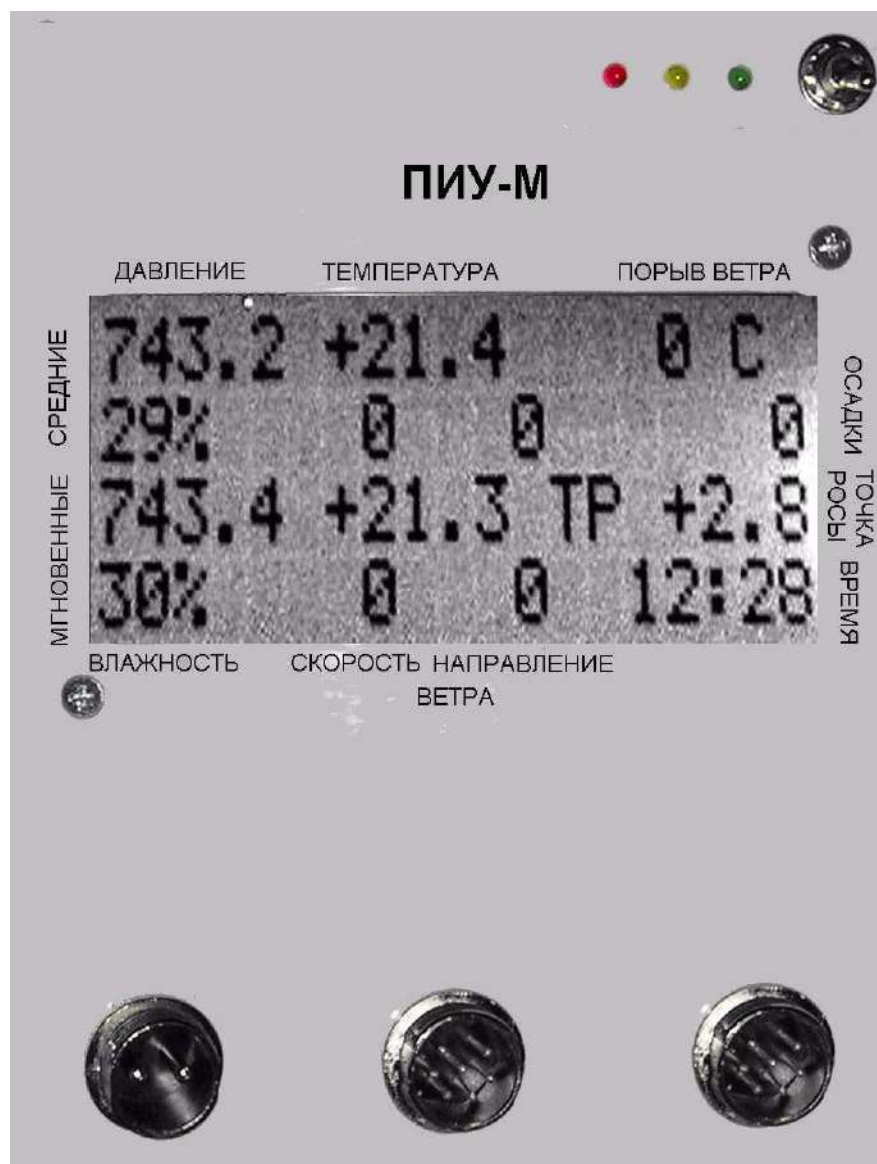 ПИУ-М
ДАВЛЕНИЕ ТЕМПЕРАТУРА ПОРЫВ ВЕТРА
СРЕДНИЕ
МГНОВЕННЫЕ
743.2 +21.4 0 С
29% 0 0 0
743.4 +21.3 ТР +2.8
30% 0 0 12:28
ОСАДКИ
ТОЧКА
РОСЫ
ВРЕМЯ
ВЛАЖНОСТЬ СКОРОСТЬ НАПРАВЛЕНИЕ
ВЕТРА